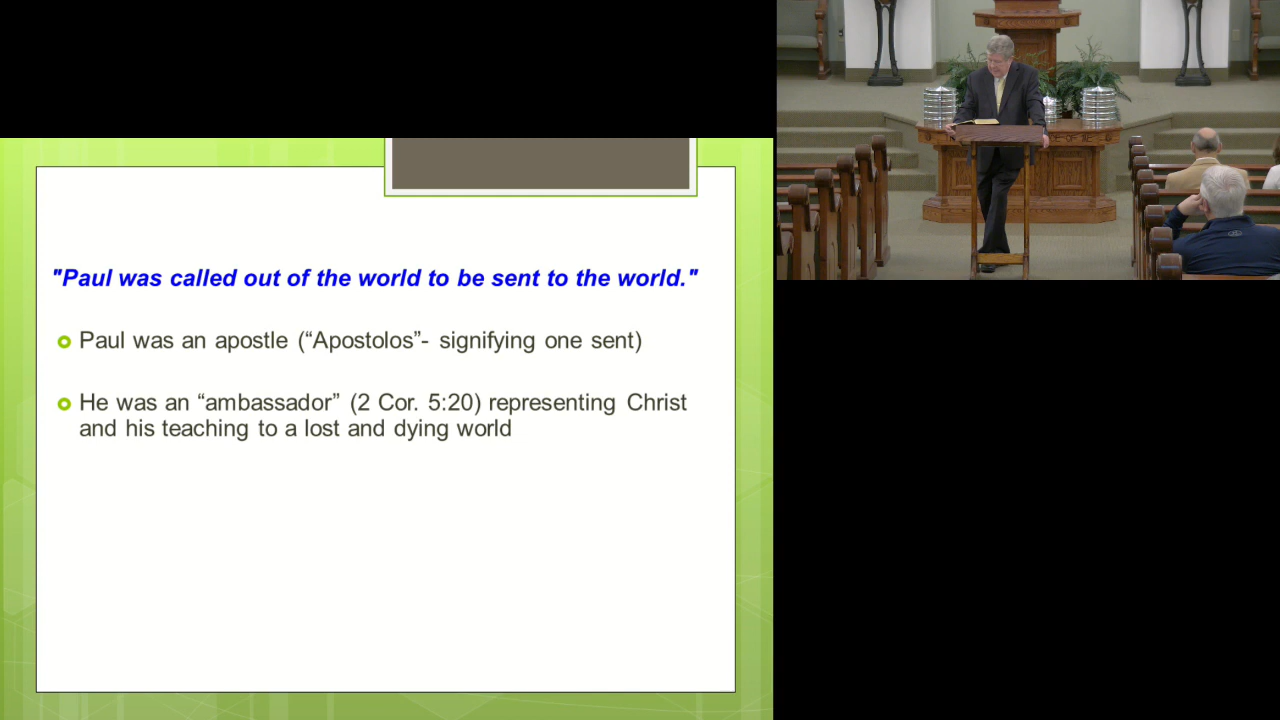 "Paul was called out of the world to be sent to the world."
Paul was an apostle (“Apostolos”- signifying one sent)
He was an “ambassador” (2 Cor. 5:20) representing Christ
and his teaching to a lost and dying world